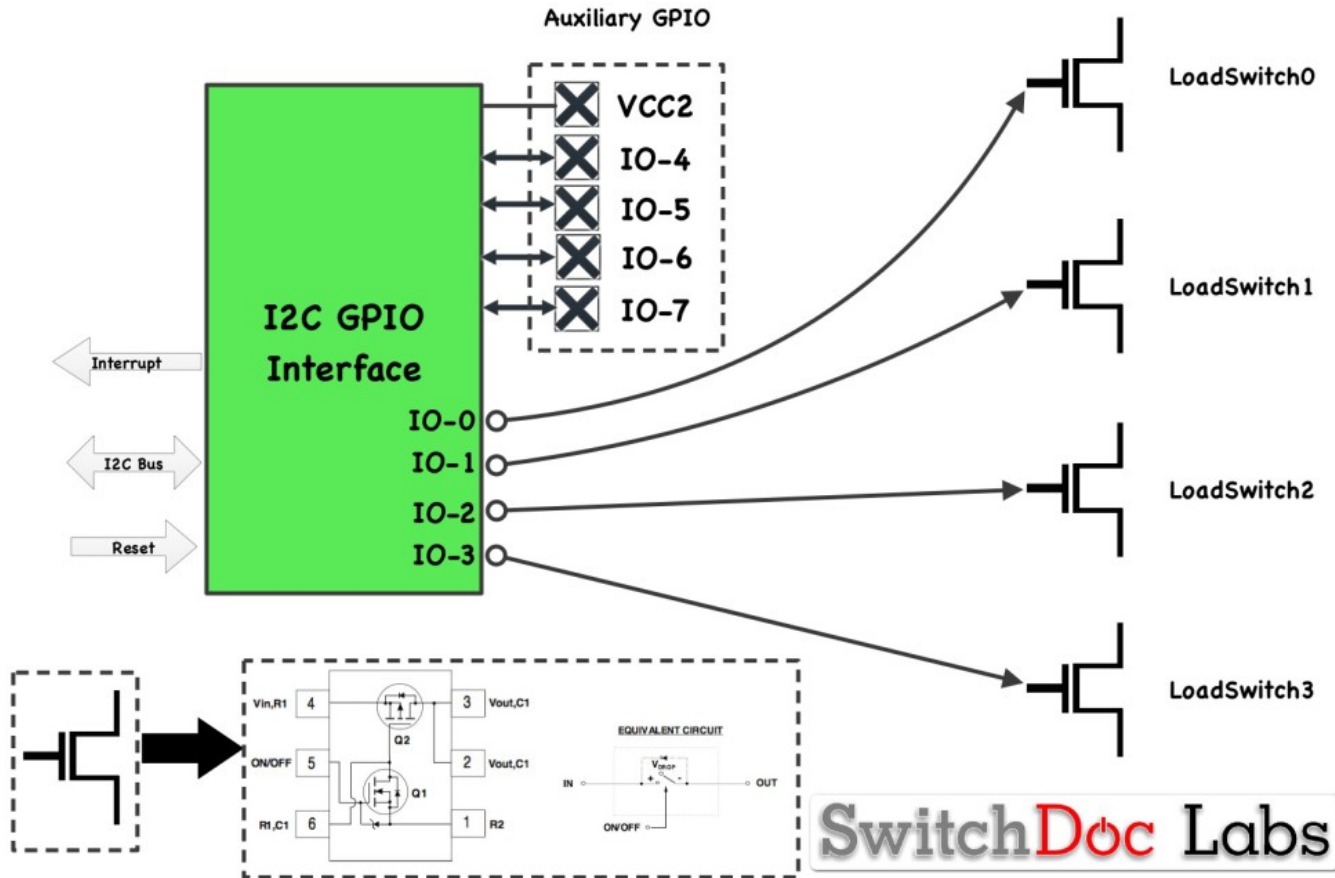 Auxiliary GPIO
VCC2
IO-4
IO-5
IO-6
IO-7
LoadSwitch0
LoadSwitch1
LoadSwitch2
LoadSwitch3
I2C GPIO
Interface
IO-0
IO-1
IO-2
IO-3
Interrupt
I2C Bus
Reset
Vin,R1
4
ON/OFF
5
R1,C1
6
Q2
Q1
3
Vout,C1
2
Vout,C1
1
R2
EQUIVALENT CIRCUIT
VDROP
+
-
IN
OUT
ON/OFF
SwitchDoc Labs